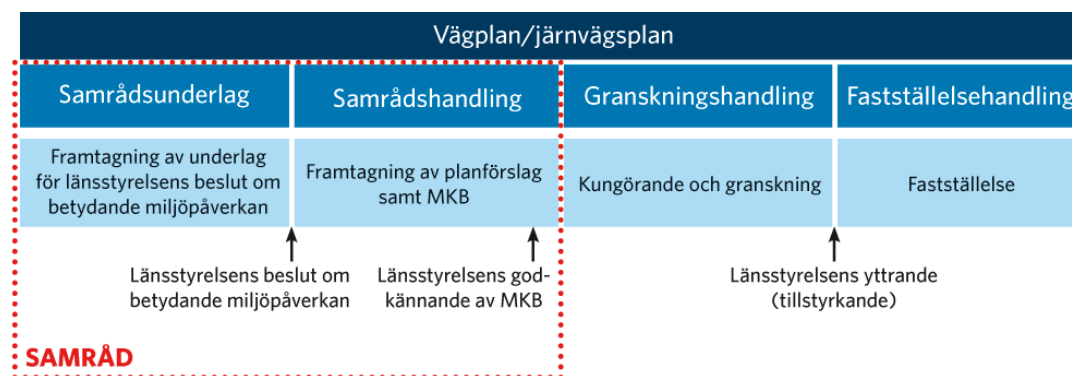 Vägplan/järnvägsplan
Samrådsunderlag
Samrådshandling
Granskningshandling
Fastställelsehandling
Framtagning av underlag
för länsstyrelsens beslut om
betydande miljöpåverkan
Framtagning av planförslag
samt MKB
Kungörande och granskning
Fastställelse
Länsstyrelsens beslut om
betydande miljöpåverkan
Länsstyrelsens god-
kännande av MKB
Länsstyrelsens yttrande
(tillstyrkande)
SAMRÅD